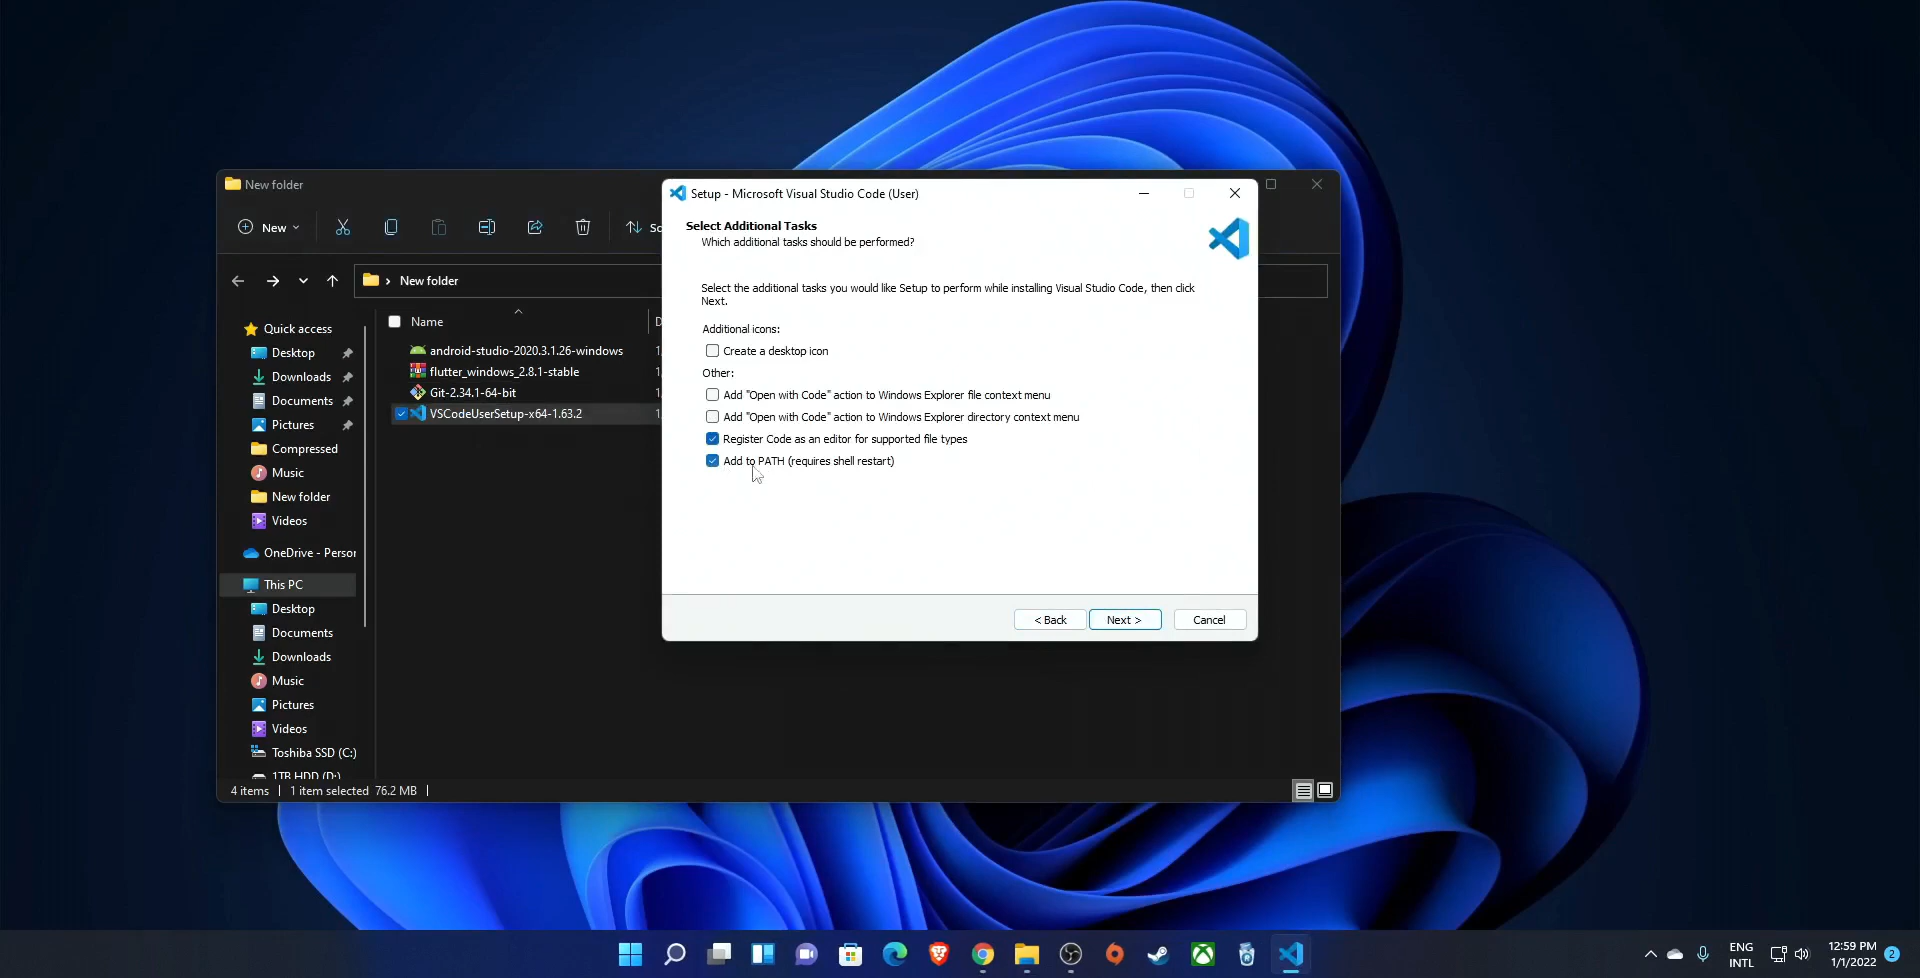 New folder
New
Sc
New folder
Quick access
Desktop
Downloads
Documents
Pictures
Compressed
Music
New folder
Videos
OneDrive - Persor
This PC
Desktop
Documents
Downloads
Music
Pictures
Videos
Toshiba SSD (C:)
1TB HDD (D:)
Name
D
android-studio-2020.3.1.26-windows
flutter_windows_2.8.1-stable
Git-2.34.1-64-bit
VSCodeUserSetup-x64-1.63.2
4 items
1 item selected 76.2 MB
Setup - Microsoft Visual Studio Code (User)
Select Additional Tasks
Which additional tasks should be performed?
Select the additional tasks you would like Setup to perform while installing Visual Studio Code, then click
Next.
Additional icons:
Create a desktop icon
Other:
Add "Open with Code" action to Windows Explorer file context menu
Add "Open with Code" action to Windows Explorer directory context menu
Register Code as an editor for supported file types
Add to PATH (requires shell restart)
< Back
Next >
Cancel
ENG
INTL
12:59 PM
1/1/2022
2